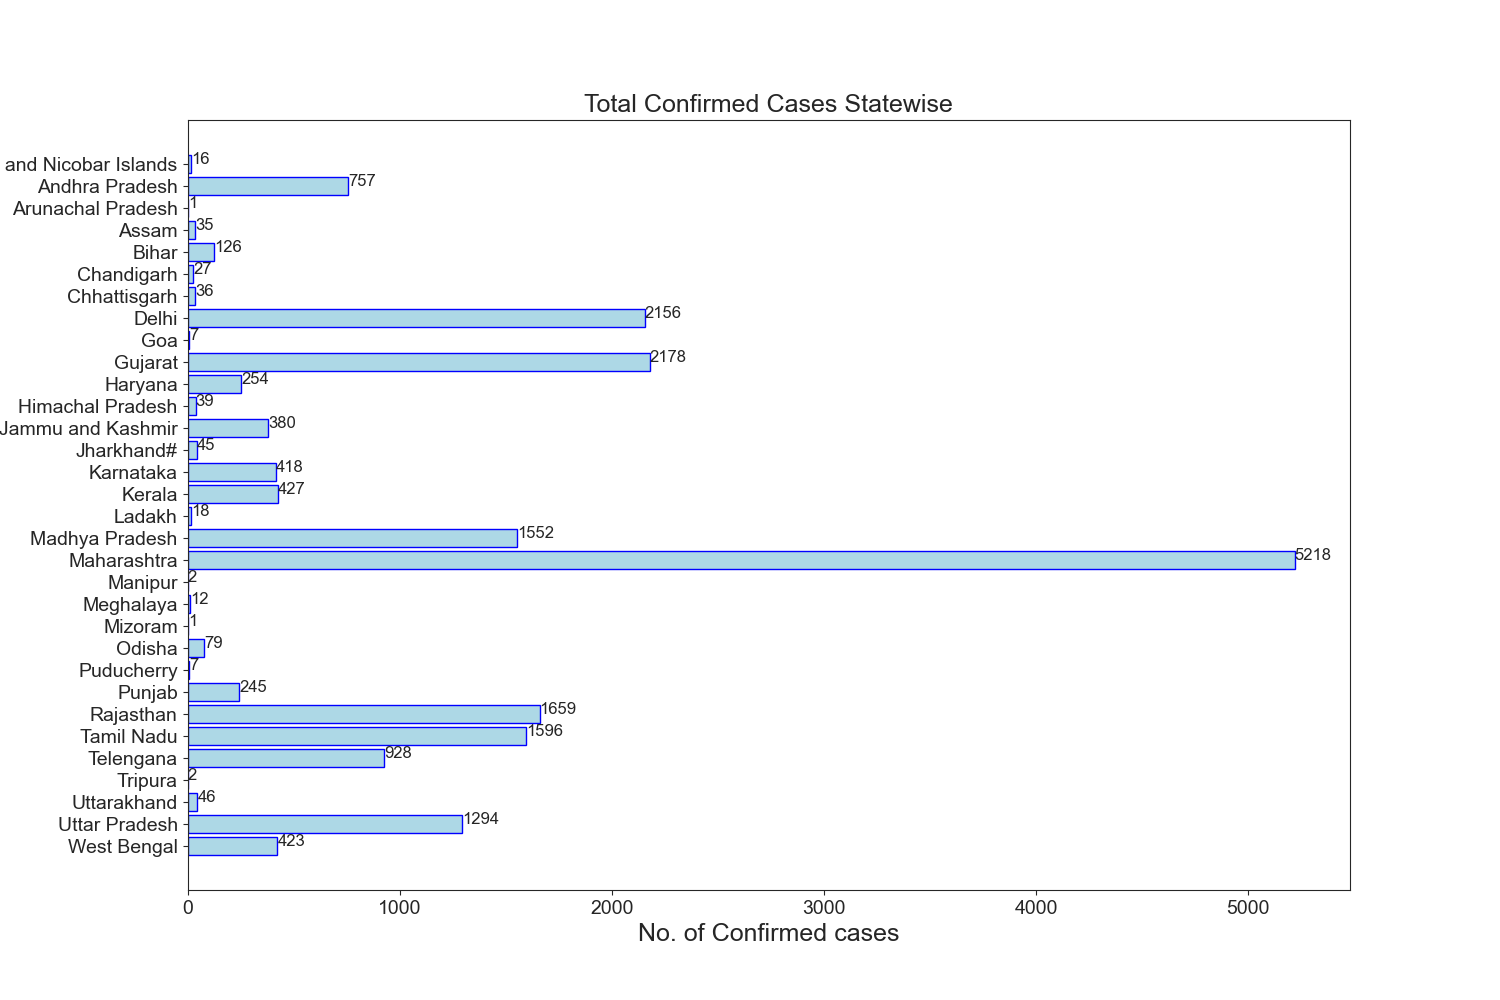 Total Confirmed Cases Statewise
and Nicobar Islands 16
Andhra Pradesh 757
Arunachal Pradesh 1
Assam 35
Bihar 126
Chandigarh 27
Chhattisgarh 36
Delhi 2156
Goa 7
Gujarat 2178
Haryana 254
Himachal Pradesh 39
Jammu and Kashmir 380
Jharkhand# 45
Karnataka 418
Kerala 427
Ladakh 18
Madhya Pradesh 1552
Maharashtra 5218
Manipur 2
Meghalaya 12
Mizoram 1
Odisha 79
Puducherry 7
Punjab 245
Rajasthan 1659
Tamil Nadu 1596
Telengana 928
Tripura 2
Uttarakhand 46
Uttar Pradesh 1294
West Bengal 423
0 1000 2000 3000 4000 5000
No. of Confirmed cases